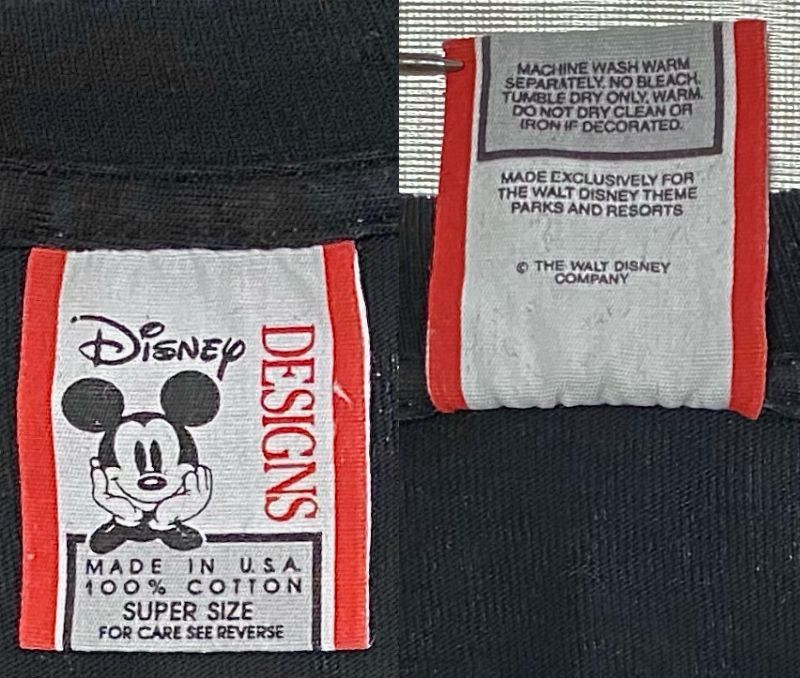 Disney
DESIGNS
MADE IN U.S.A.
100% COTTON
SUPER SIZE
FOR CARE SEE REVERSE
MACHINE WASH WARM
SEPARATELY. NO BLEACH.
TUMBLE DRY ONLY, WARM.
DO NOT DRY CLEAN OR
IRON IF DECORATED.
MADE EXCLUSIVELY FOR
THE WALT DISNEY THEME
PARKS AND RESORTS
© THE WALT DISNEY
COMPANY